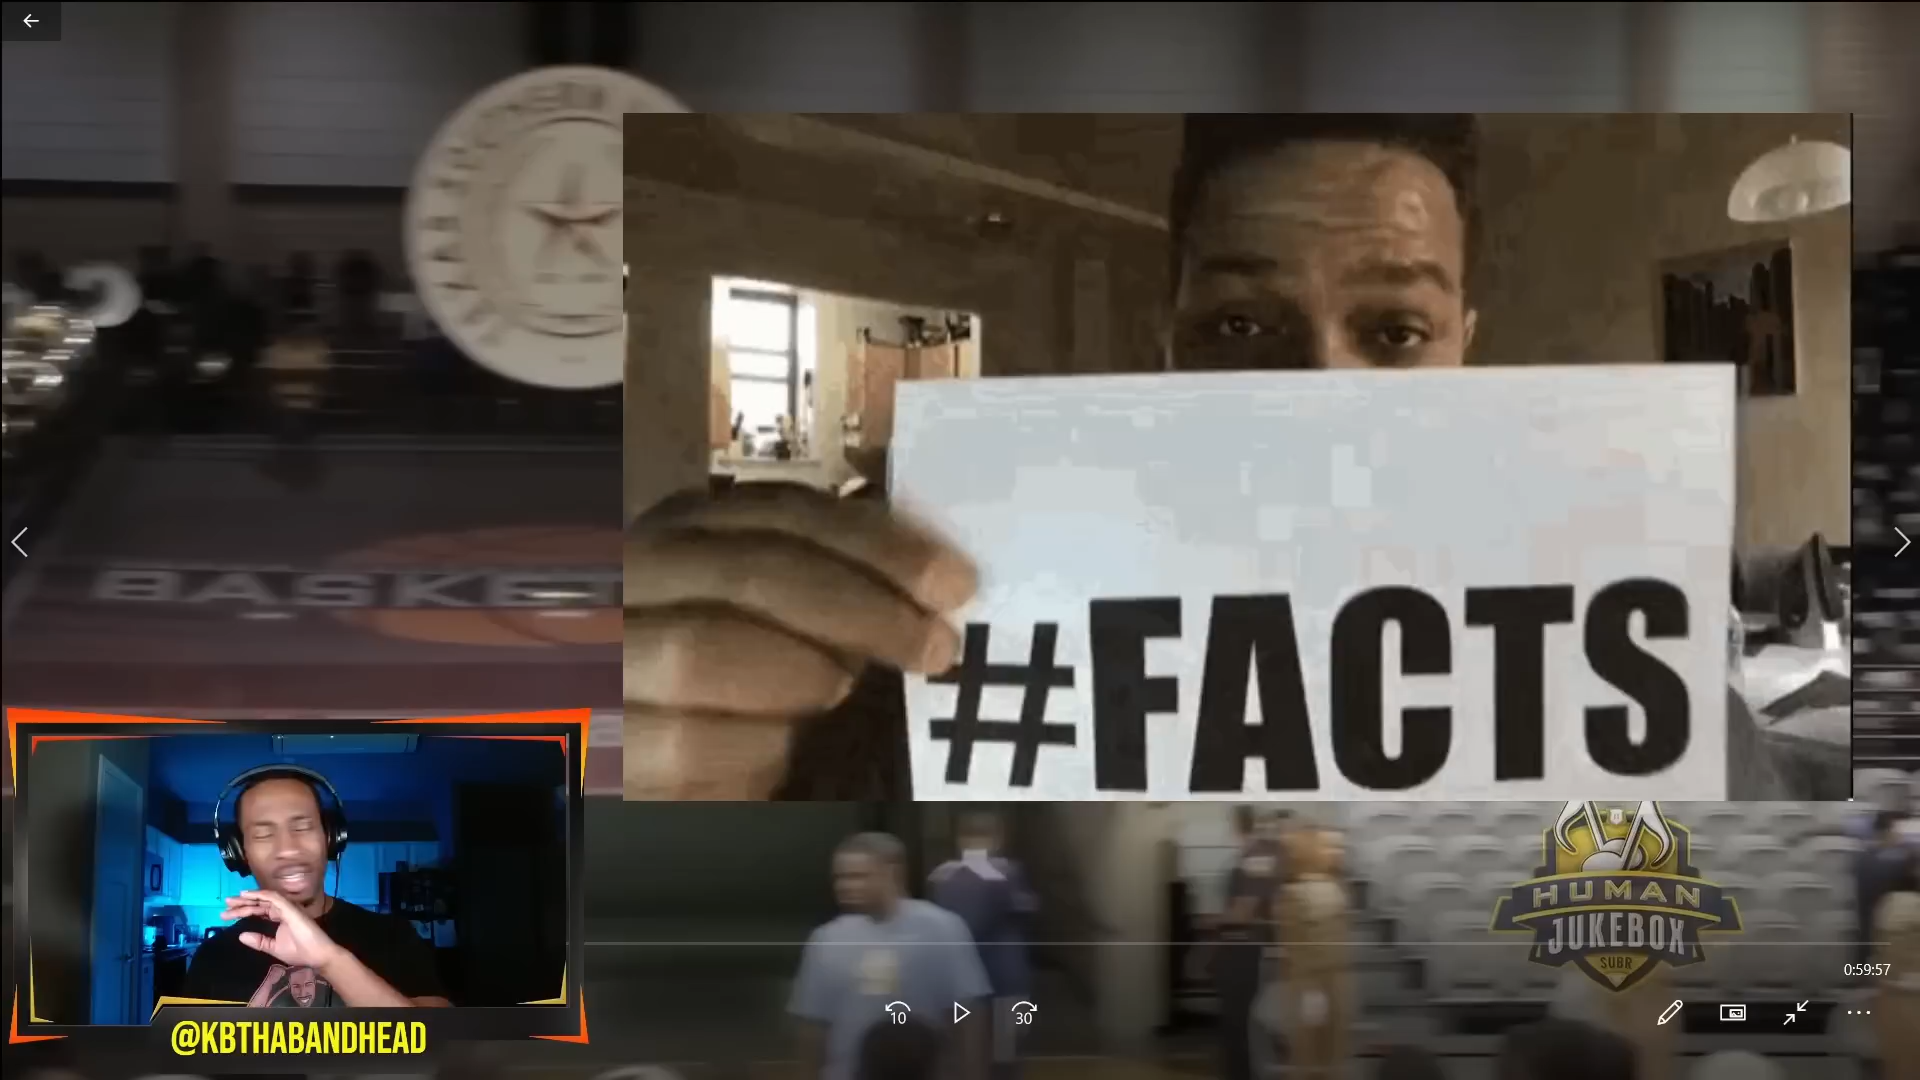 #FACTS
BASKET
HUMAN
JUKEBOX
SUBR
0:59:57
10
30
@KBTHABANDHEAD